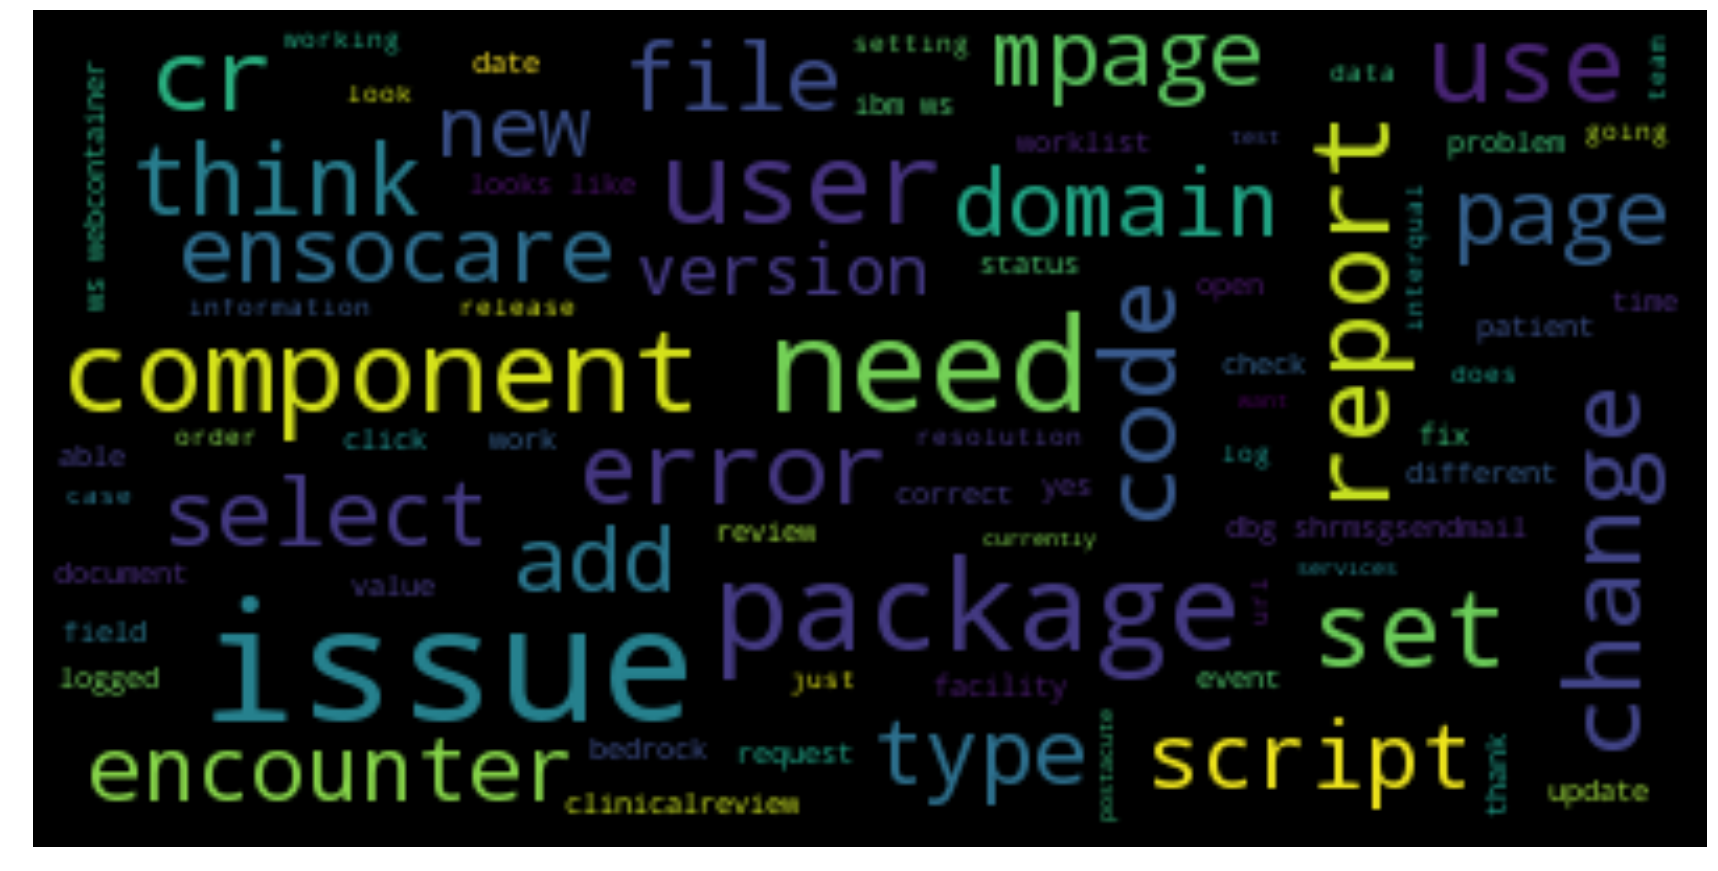 working
cr
look
date
file
setting
ibm ws
mpage
data
use
team
ws webcontainer
think
new
looks like
user
worklist
test
domain
report
problem
going
interqual
page
ensocare
version
status
information
release
open
time
patient
component
need
code
check
want
does
order
click
work
resolution
able
case
select
error
correct
yes
log
fix
different
change
add
review
currently
dbg shrmsgsendmail
services
document
value
field
logged
issue
package
url
set
just
facility
event
encounter
bedrock
request
clinicalreview
type
postacute
script
thank
update